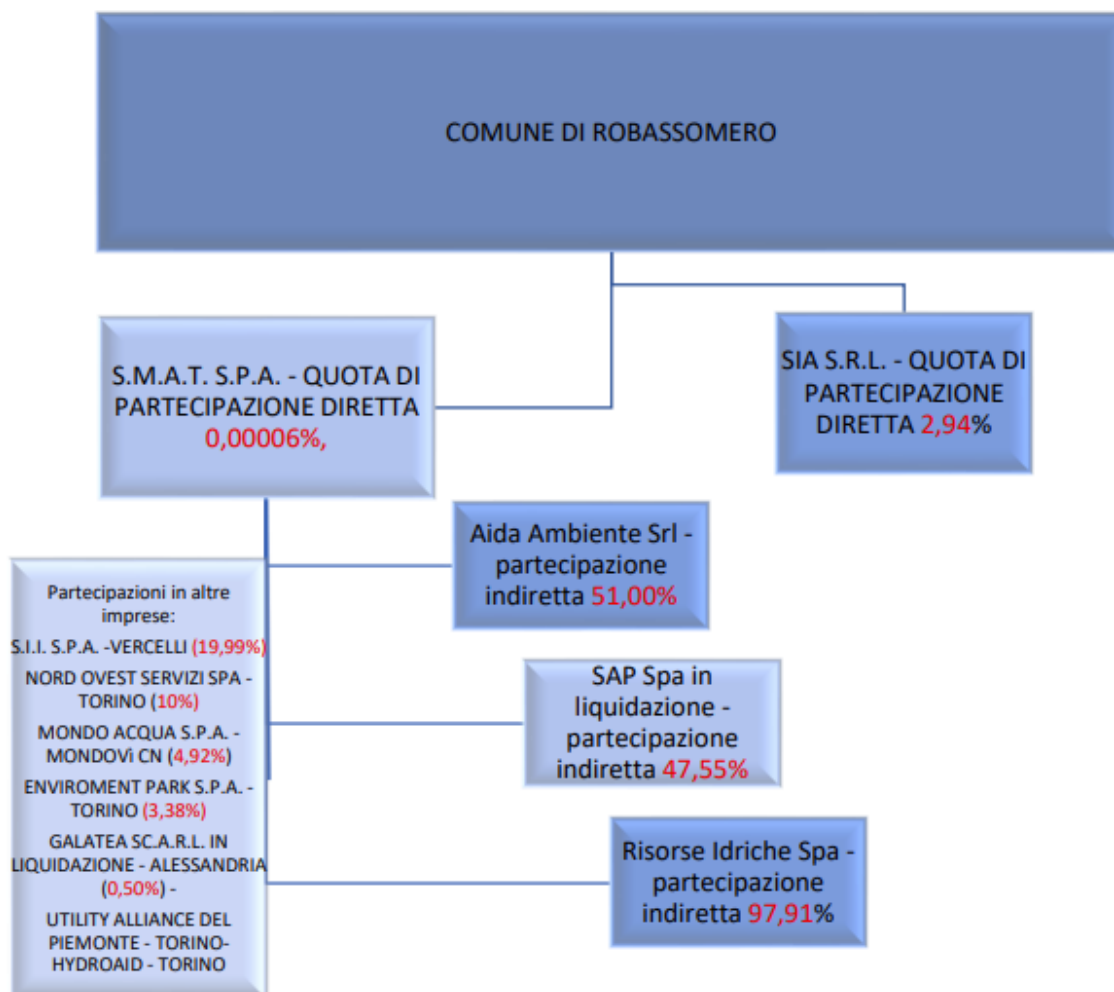 COMUNE DI ROBASSOMERO
S.M.A.T. S.P.A. - QUOTA DI
PARTECIPAZIONE DIRETTA
0,00006%,
SIA S.R.L. - QUOTA DI
PARTECIPAZIONE
DIRETTA 2,94%
Aida Ambiente Srl -
partecipazione
indiretta 51,00%
Partecipazioni in altre
imprese:
S.I.I. S.P.A. -VERCELLI (19,99%)
NORD OVEST SERVIZI SPA -
TORINO (10%)
MONDO ACQUA S.P.A. -
MONDOVì CN (4,92%)
ENVIROMENT PARK S.P.A. -
TORINO (3,38%)
GALATEA SC.A.R.L. IN
LIQUIDAZIONE - ALESSANDRIA
(0,50%) -
UTILITY ALLIANCE DEL
PIEMONTE - TORINO-
HYDROAID - TORINO
SAP Spa in
liquidazione -
partecipazione
indiretta 47,55%
Risorse Idriche Spa -
partecipazione
indiretta 97,91%